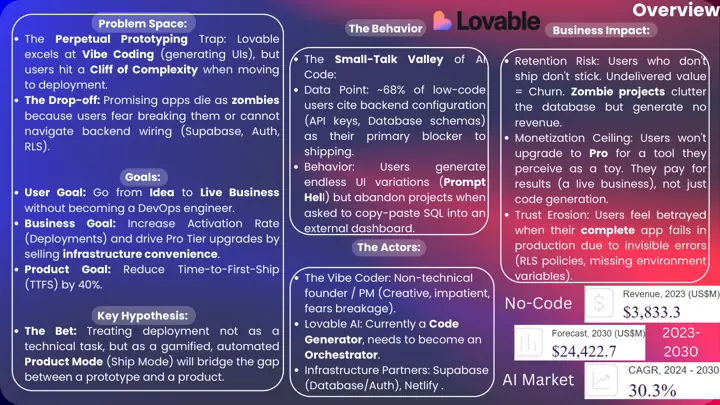 Overview
Problem Space:
• The Perpetual Prototyping Trap: Lovable
excels at Vibe Coding (generating UIs), but
users hit a Cliff of Complexity when moving
to deployment.
• The Drop-off: Promising apps die as zombies
because users fear breaking them or cannot
navigate backend wiring (Supabase, Auth,
RLS).
Goals:
• User Goal: Go from Idea to Live Business
without becoming a DevOps engineer.
• Business Goal: Increase Activation Rate
(Deployments) and drive Pro Tier upgrades by
selling infrastructure convenience.
• Product Goal: Reduce Time-to-First-Ship
(TTFS) by 40%.
Key Hypothesis:
• The Bet: Treating deployment not as a
technical task, but as a gamified, automated
Product Mode (Ship Mode) will bridge the gap
between a prototype and a product.
Lovable
The Behavior
• The Small-Talk Valley of AI
Code:
• Data Point: ~68% of low-code
users cite backend configuration
(API keys, Database schemas)
as their primary blocker to
shipping.
• Behavior: Users generate
endless UI variations (Prompt
Hell) but abandon projects when
asked to copy-paste SQL into an
external dashboard.
The Actors:
• The Vibe Coder: Non-technical
founder / PM (Creative, impatient,
fears breakage).
• Lovable AI: Currently a Code
Generator, needs to become an
Orchestrator.
• Infrastructure Partners: Supabase
(Database/Auth), Netlify .
Business Impact:
• Retention Risk: Users who don't
ship don't stick. Undelivered value
= Churn. Zombie projects clutter
the database but generate no
revenue.
• Monetization Ceiling: Users won't
upgrade to Pro for a tool they
perceive as a toy. They pay for
results (a live business), not just
code generation.
• Trust Erosion: Users feel betrayed
when their complete app fails in
production due to invisible errors
(RLS policies, missing environment
variables).
No-Code
$
Revenue, 2023 (US$M)
$3,833.3
Forecast, 2030 (US$M)
$24,422.7
2023-
2030
AI Market
CAGR, 2024 - 2030
30.3%